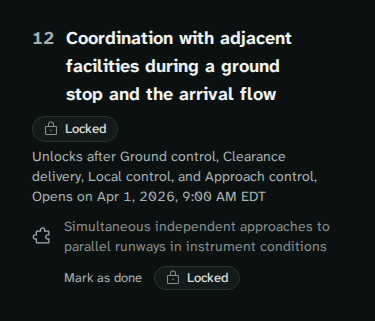 12 Coordination with adjacent
facilities during a ground
stop and the arrival flow
Locked
Unlocks after Ground control, Clearance
delivery, Local control, and Approach control,
Opens on Apr 1, 2026, 9:00 AM EDT
Simultaneous independent approaches to
parallel runways in instrument conditions
Mark as done Locked